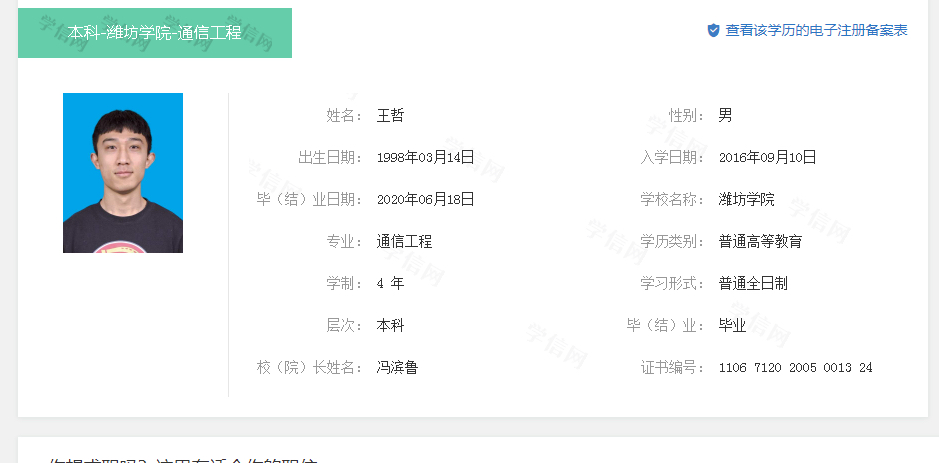 本科-潍坊学院-通信工程
查看该学历的电子注册备案表
姓名： 王哲 性别： 男
出生日期： 1998年03月14日 入学日期： 2016年09月10日
毕（结）业日期： 2020年06月18日 学校名称： 潍坊学院
专业： 通信工程 学历类别： 普通高等教育
学制： 4 年 学习形式： 普通全日制
层次： 本科 毕（结）业： 毕业
校（院）长姓名： 冯滨鲁 证书编号： 1106 7120 2005 0013 24
学信网